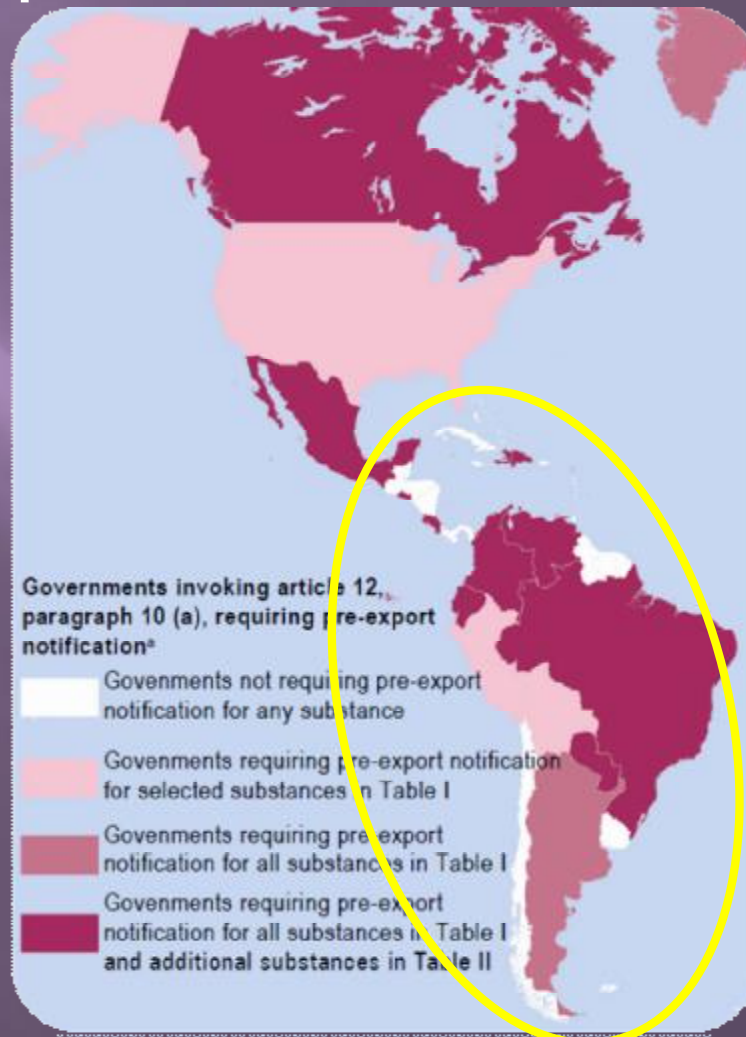 Governments invoking article 12,
paragraph 10 (a), requiring pre-export
notificationª
Govenments not requiring pre-export
notification for any substance
Govenments requiring pre-export notification
for selected substances in Table I
Govenments requiring pre-export
notification for all substances in Table I
Govenments requiring pre-export
notification for all substances in Table I
and additional substances in Table II